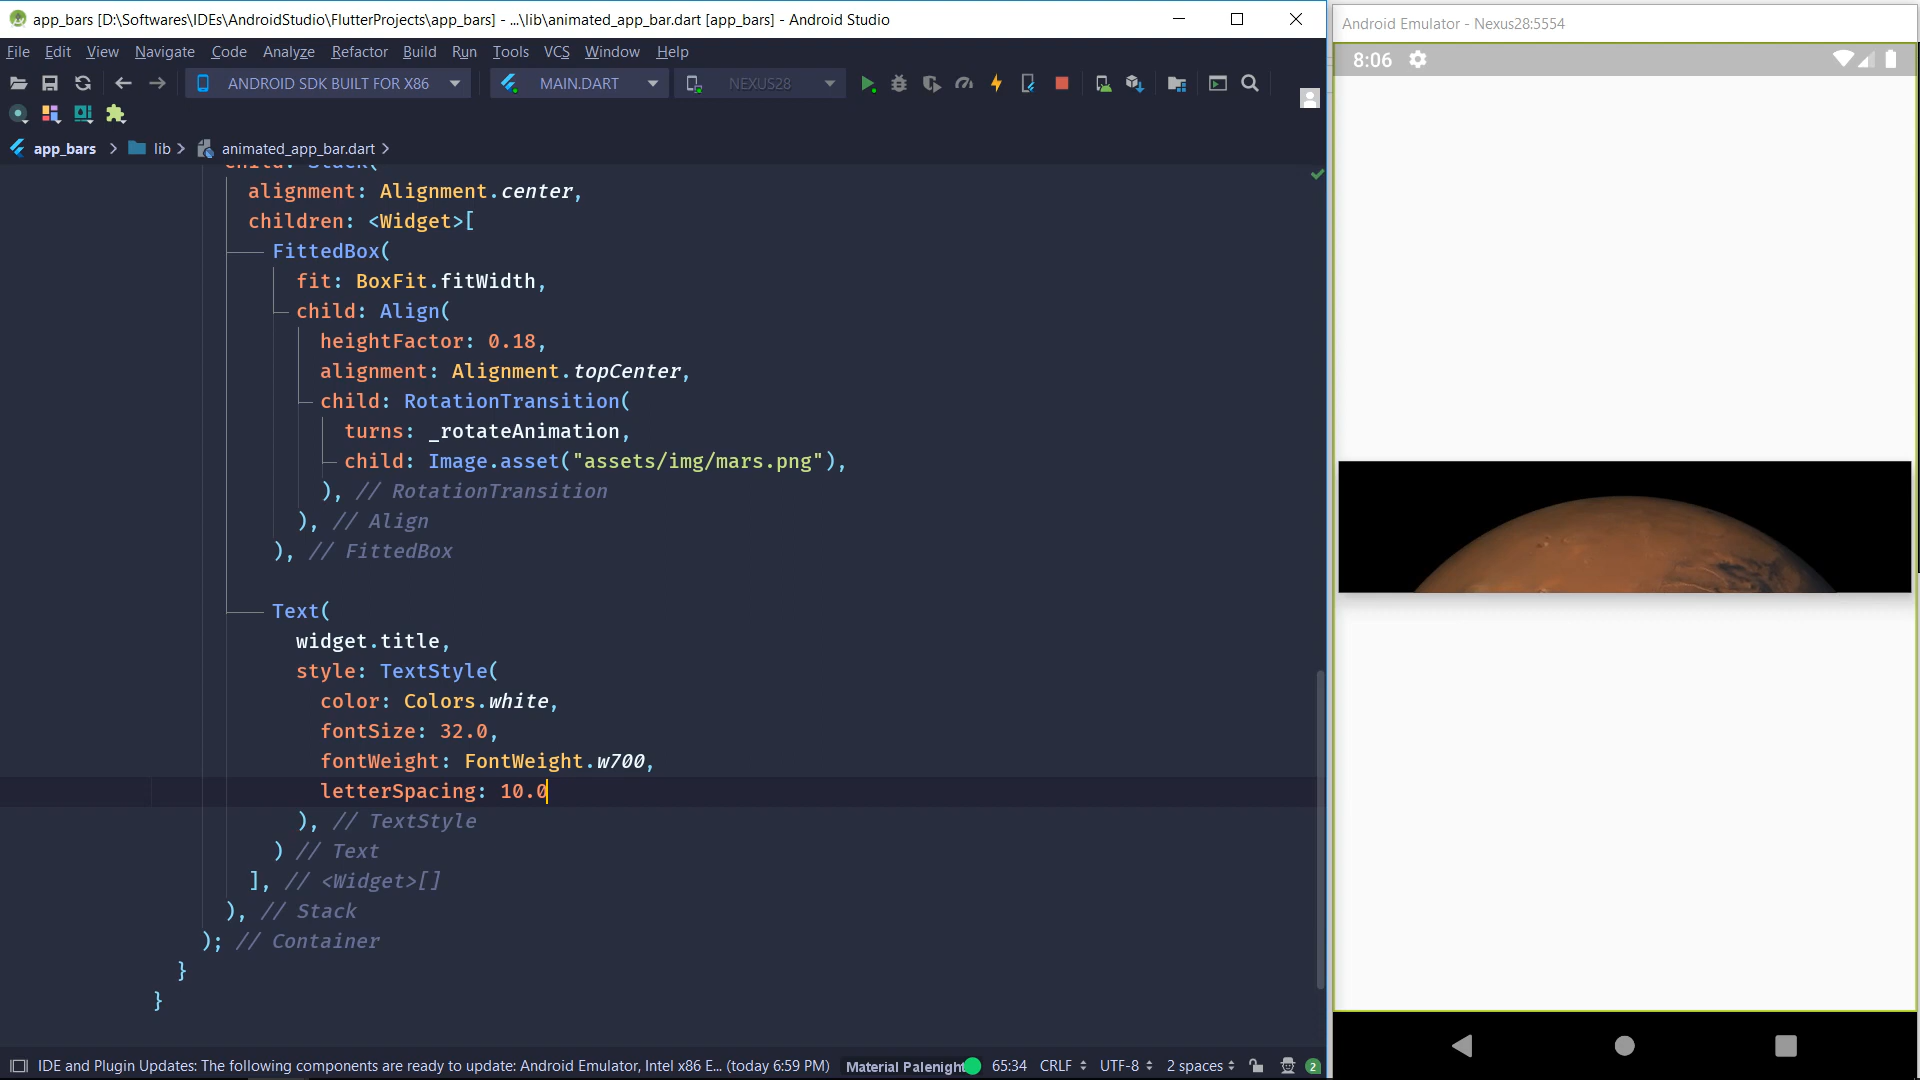 app_bars [D:\Softwares\IDEs\AndroidStudio\FlutterProjects\app_bars] - ...\lib\animated_app_bar.dart [app_bars] - Android Studio
File Edit View Navigate Code Analyze Refactor Build Run Tools VCS Window Help
ANDROID SDK BUILT FOR X86 MAIN.DART NEXUS28
app_bars lib animated_app_bar.dart
child: Stack(
alignment: Alignment.center,
children: <Widget>[
FittedBox(
fit: BoxFit.fitWidth,
child: Align(
heightFactor: 0.18,
alignment: Alignment.topCenter,
child: RotationTransition(
turns: _rotateAnimation,
child: Image.asset("assets/img/mars.png"),
), // RotationTransition
), // Align
), // FittedBox
Text(
widget.title,
style: TextStyle(
color: Colors.white,
fontSize: 32.0,
fontWeight: FontWeight.w700,
letterSpacing: 10.0
), // TextStyle
) // Text
], // <Widget>[]
), // Stack
); // Container
}
}
IDE and Plugin Updates: The following components are ready to update: Android Emulator, Intel x86 E... (today 6:59 PM) Material Palenight 65:34 CRLF UTF-8 2 spaces 2
Android Emulator - Nexus28:5554
8:06